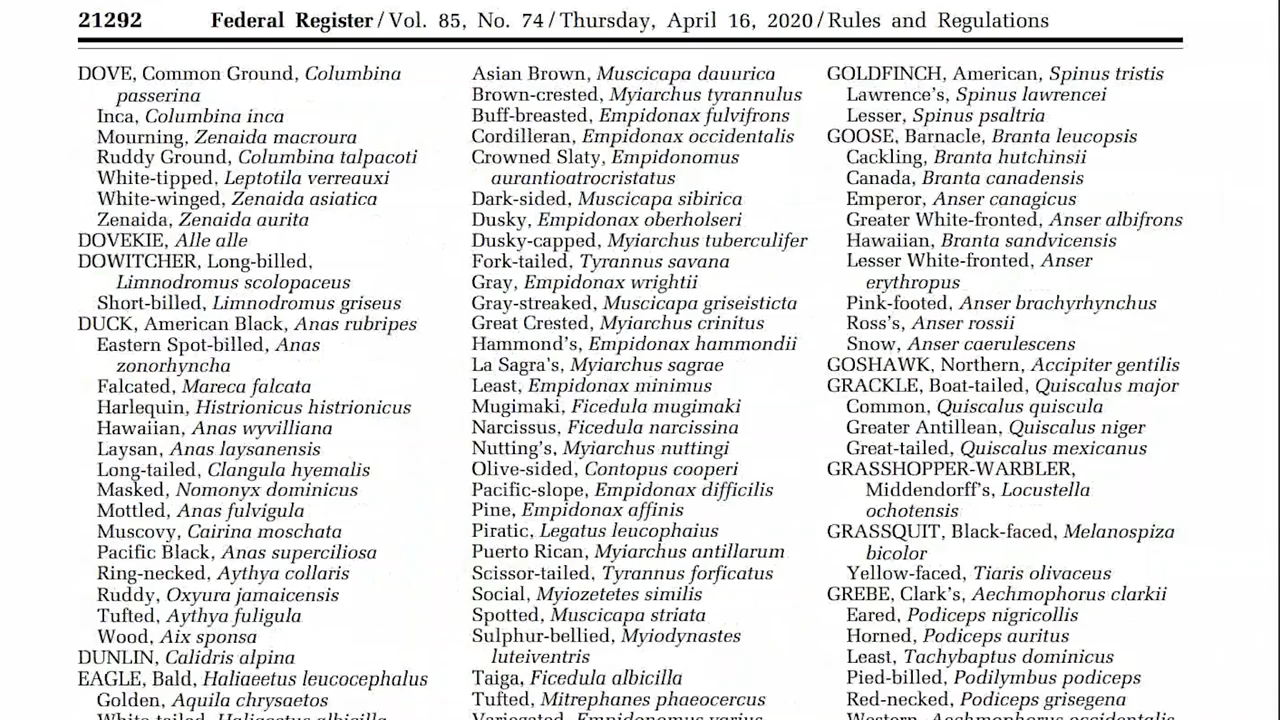 21292 Federal Register / Vol. 85, No. 74 / Thursday, April 16, 2020 / Rules and Regulations
DOVE, Common Ground, Columbina
passerina
Inca, Columbina inca
Mourning, Zenaida macroura
Ruddy Ground, Columbina talpacoti
White-tipped, Leptotila verreauxi
White-winged, Zenaida asiatica
Zenaida, Zenaida aurita
DOVEKIE, Alle alle
DOWITCHER, Long-billed,
Limnodromus scolopaceus
Short-billed, Limnodromus griseus
DUCK, American Black, Anas rubripes
Eastern Spot-billed, Anas
zonorhyncha
Falcated, Mareca falcata
Harlequin, Histrionicus histrionicus
Hawaiian, Anas wyvilliana
Laysan, Anas laysanensis
Long-tailed, Clangula hyemalis
Masked, Nomonyx dominicus
Mottled, Anas fulvigula
Muscovy, Cairina moschata
Pacific Black, Anas superciliosa
Ring-necked, Aythya collaris
Ruddy, Oxyura jamaicensis
Tufted, Aythya fuligula
Wood, Aix sponsa
DUNLIN, Calidris alpina
EAGLE, Bald, Haliaeetus leucocephalus
Golden, Aquila chrysaetos
White-tailed, Haliaeetus albicilla
Asian Brown, Muscicapa dauurica
Brown-crested, Myiarchus tyrannulus
Buff-breasted, Empidonax fulvifrons
Cordilleran, Empidonax occidentalis
Crowned Slaty, Empidonomus
aurantioatrocristatus
Dark-sided, Muscicapa sibirica
Dusky, Empidonax oberholseri
Dusky-capped, Myiarchus tuberculifer
Fork-tailed, Tyrannus savana
Gray, Empidonax wrightii
Gray-streaked, Muscicapa griseisticta
Great Crested, Myiarchus crinitus
Hammond's, Empidonax hammondii
La Sagra's, Myiarchus sagrae
Least, Empidonax minimus
Mugimaki, Ficedula mugimaki
Narcissus, Ficedula narcissina
Nutting's, Myiarchus nuttingi
Olive-sided, Contopus cooperi
Pacific-slope, Empidonax difficilis
Pine, Empidonax affinis
Piratic, Legatus leucophaius
Puerto Rican, Myiarchus antillarum
Scissor-tailed, Tyrannus forficatus
Social, Myiozetetes similis
Spotted, Muscicapa striata
Sulphur-bellied, Myiodynastes
luteiventris
Taiga, Ficedula albicilla
Tufted, Mitrephanes phaeocercus
Variegated, Empidonomus varius
GOLDFINCH, American, Spinus tristis
Lawrence's, Spinus lawrencei
Lesser, Spinus psaltria
GOOSE, Barnacle, Branta leucopsis
Cackling, Branta hutchinsii
Canada, Branta canadensis
Emperor, Anser canagicus
Greater White-fronted, Anser albifrons
Hawaiian, Branta sandvicensis
Lesser White-fronted, Anser
erythropus
Pink-footed, Anser brachyrhynchus
Ross's, Anser rossii
Snow, Anser caerulescens
GOSHAWK, Northern, Accipiter gentilis
GRACKLE, Boat-tailed, Quiscalus major
Common, Quiscalus quiscula
Greater Antillean, Quiscalus niger
Great-tailed, Quiscalus mexicanus
GRASSHOPPER-WARBLER,
Middendorff's, Locustella
ochotensis
GRASSQUIT, Black-faced, Melanospiza
bicolor
Yellow-faced, Tiaris olivaceus
GREBE, Clark's, Aechmophorus clarkii
Eared, Podiceps nigricollis
Horned, Podiceps auritus
Least, Tachybaptus dominicus
Pied-billed, Podilymbus podiceps
Red-necked, Podiceps grisegena
Western, Aechmophorus occidentalis